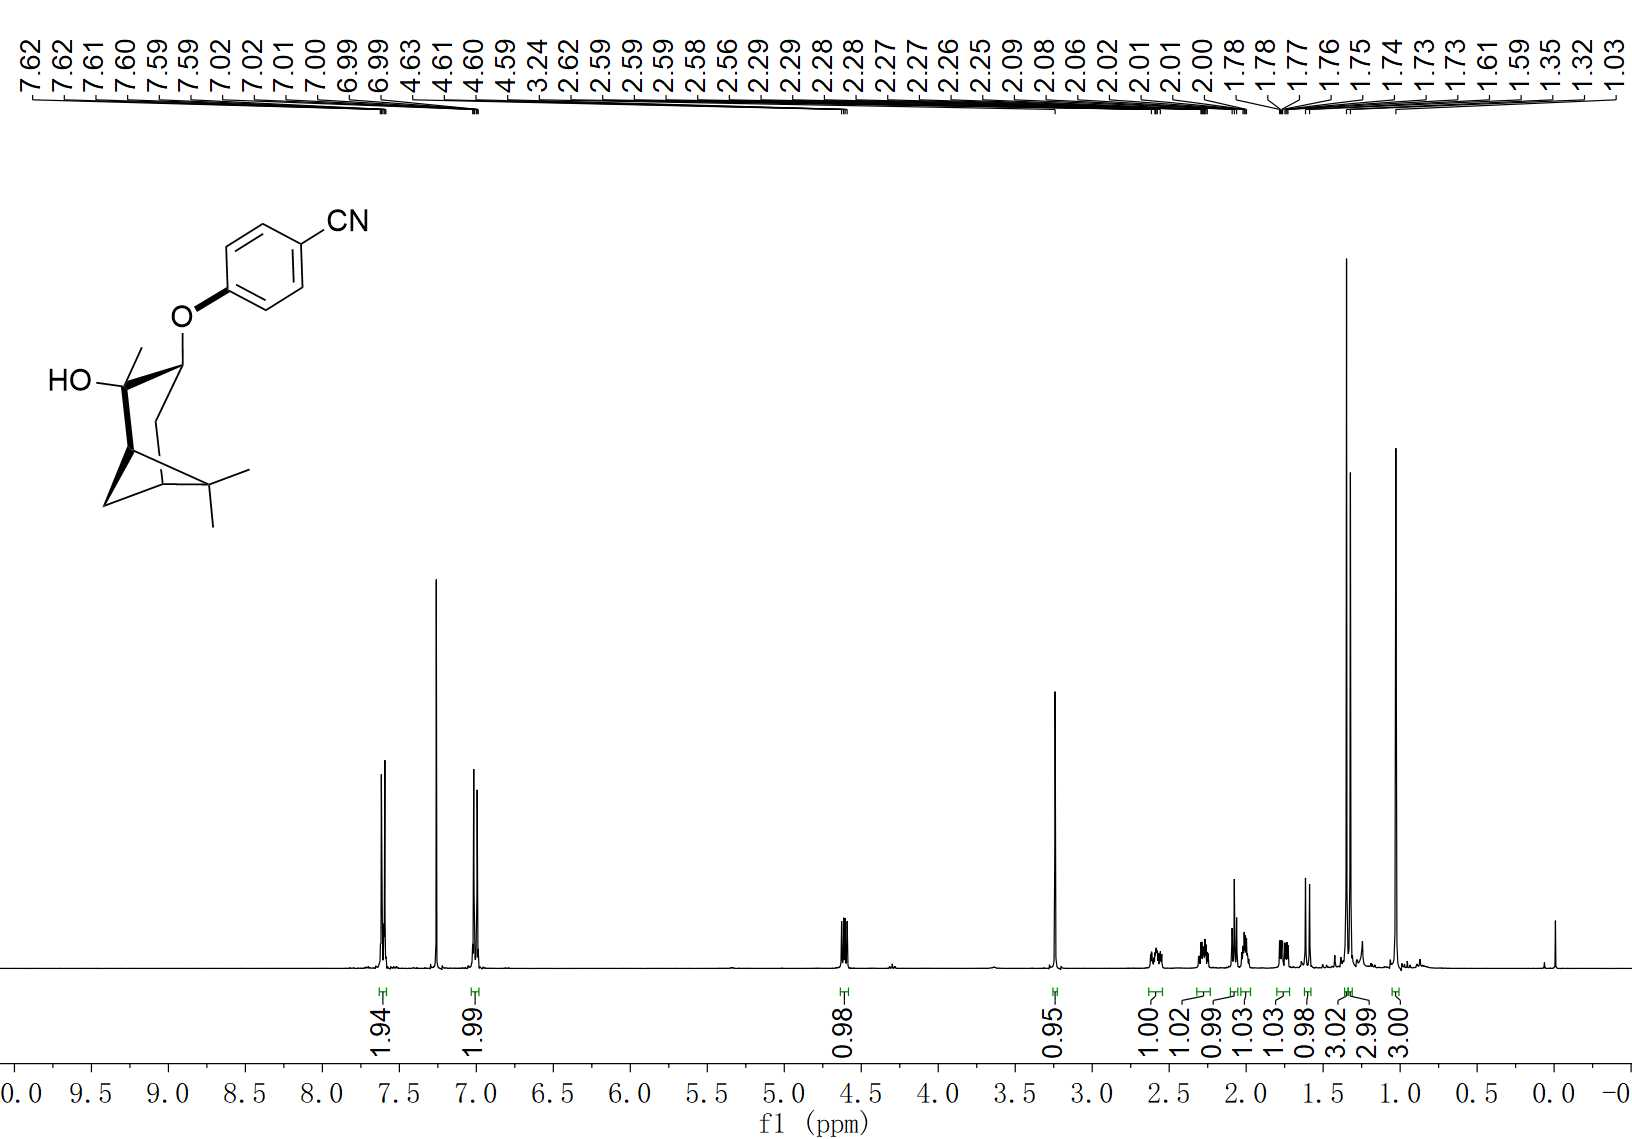 7.62 7.62 7.61 7.60 7.59 7.59 7.02 7.02 7.01 7.00 6.99 6.99 4.63 4.61 4.60 4.59 3.24 2.62 2.59 2.59 2.59 2.58 2.56 2.29 2.29 2.28 2.28 2.27 2.27 2.26 2.25 2.09 2.08 2.06 2.02 2.01 2.01 2.00 1.78 1.78 1.77 1.76 1.75 1.74 1.73 1.73 1.61 1.59 1.35 1.32 1.03
CN
O
HO
1.94 1.99 0.98 0.95 1.00 1.02 0.99 1.03 1.03 0.98 3.02 2.99 3.00
0.0 9.5 9.0 8.5 8.0 7.5 7.0 6.5 6.0 5.5 5.0 4.5 4.0 3.5 3.0 2.5 2.0 1.5 1.0 0.5 0.0 -0
f1 (ppm)